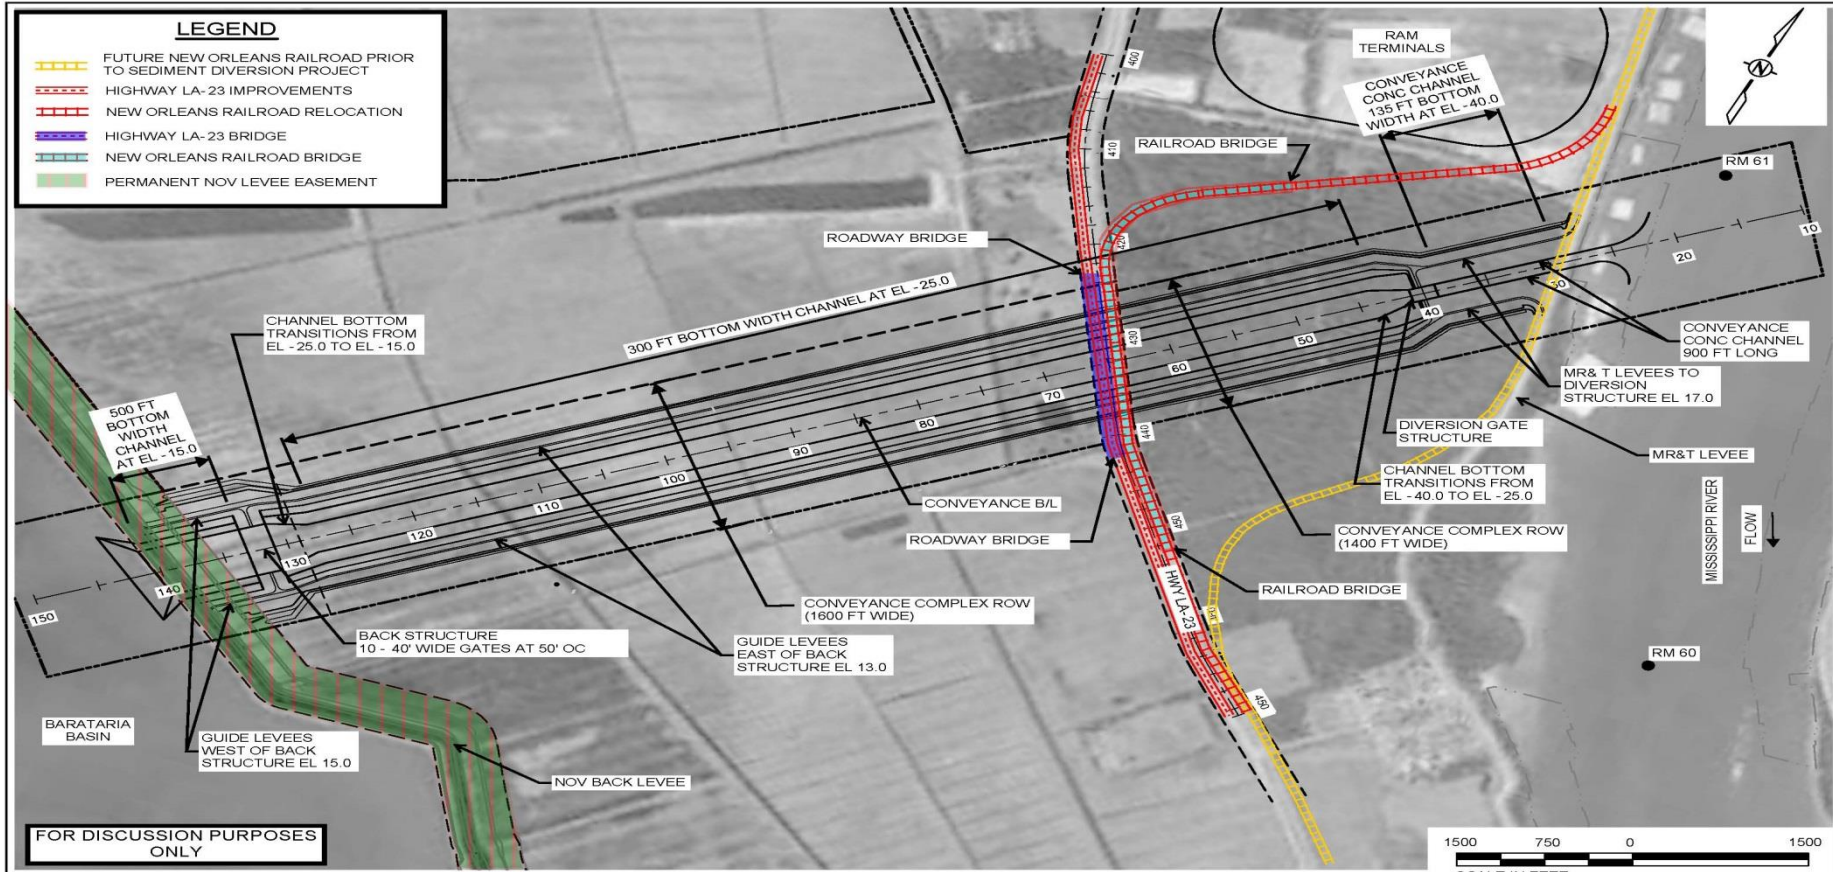 LEGEND
FUTURE NEW ORLEANS RAILROAD PRIOR
TO SEDIMENT DIVERSION PROJECT
HIGHWAY LA-23 IMPROVEMENTS
NEW ORLEANS RAILROAD RELOCATION
HIGHWAY LA-23 BRIDGE
NEW ORLEANS RAILROAD BRIDGE
PERMANENT NOV LEVEE EASEMENT
RAM
TERMINALS
CONVEYANCE
CONC CHANNEL
135 FT BOTTOM
WIDTH AT EL -40.0
N
RM 61
400
410
420
430
440
450
RAILROAD BRIDGE
ROADWAY BRIDGE
300 FT BOTTOM WIDTH CHANNEL AT EL -25.0
CHANNEL BOTTOM
TRANSITIONS FROM
EL -25.0 TO EL -15.0
500 FT
BOTTOM
WIDTH
CHANNEL
AT EL -15.0
10
20
30
40
50
60
70
80
90
100
110
120
130
140
150
CONVEYANCE
CONC CHANNEL
900 FT LONG
MR& T LEVEES TO
DIVERSION
STRUCTURE EL 17.0
DIVERSION GATE
STRUCTURE
MR&T LEVEE
CHANNEL BOTTOM
TRANSITIONS FROM
EL -40.0 TO EL -25.0
CONVEYANCE B/L
ROADWAY BRIDGE
CONVEYANCE COMPLEX ROW
(1400 FT WIDE)
MISSISSIPPI RIVER
FLOW
RAILROAD BRIDGE
HWY LA-23
450
CONVEYANCE COMPLEX ROW
(1600 FT WIDE)
BACK STRUCTURE
10 - 40' WIDE GATES AT 50' OC
GUIDE LEVEES
EAST OF BACK
STRUCTURE EL 13.0
RM 60
BARATARIA
BASIN
GUIDE LEVEES
WEST OF BACK
STRUCTURE EL 15.0
NOV BACK LEVEE
FOR DISCUSSION PURPOSES
ONLY
1500 750 0 1500